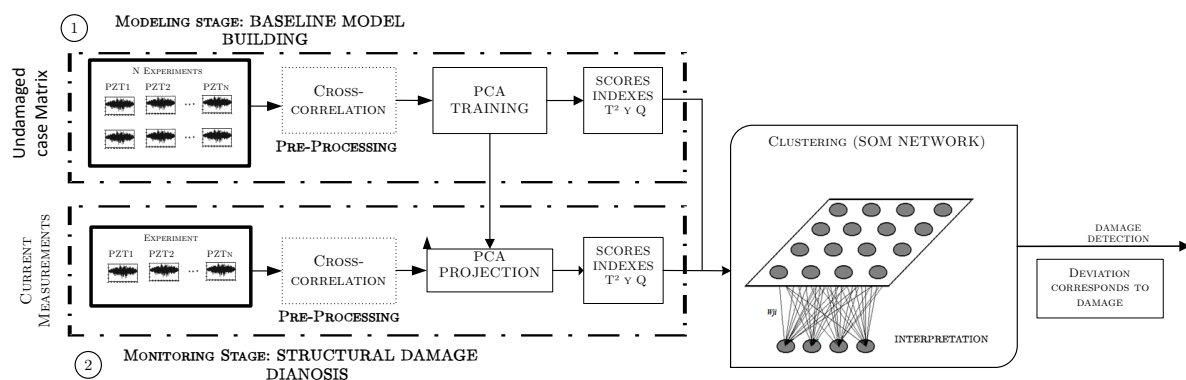 1
Modeling stage: BASELINE MODEL
BUILDING
Undamaged
case Matrix
N Experiments
PZT1 PZT2 PZTn
...
...
Cross-
correlation
Pre-Processing
PCA
TRAINING
SCORES
INDEXES
T² y Q
Current
Measurements
Experiment
PZT1 PZT2 PZTn
...
Cross-
correlation
Pre-Processing
PCA
PROJECTION
SCORES
INDEXES
T² y Q
2
Monitoring Stage: STRUCTURAL DAMAGE
DIANOSIS
Clustering (SOM NETWORK)
Wji
INTERPRETATION
DAMAGE
DETECTION
Deviation
corresponds to
damage